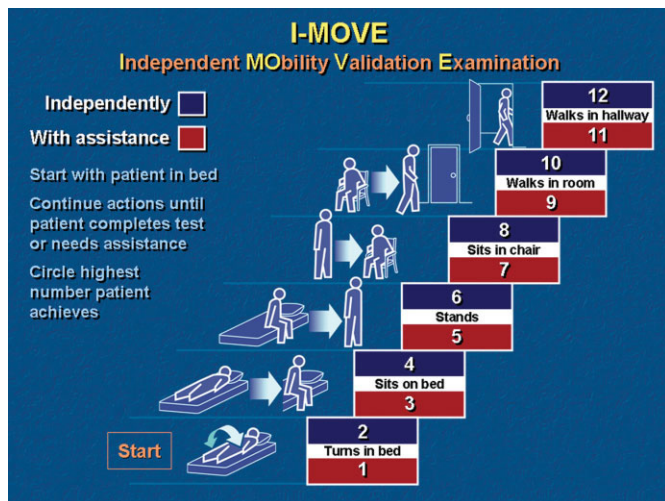 I-MOVE
Independent MObility Validation Examination
Independently
With assistance
Start with patient in bed
Continue actions until
patient completes test
or needs assistance
Circle highest
number patient
achieves
12
Walks in hallway
11
10
Walks in room
9
8
Sits in chair
7
6
Stands
5
4
Sits on bed
3
Start
2
Turns in bed
1